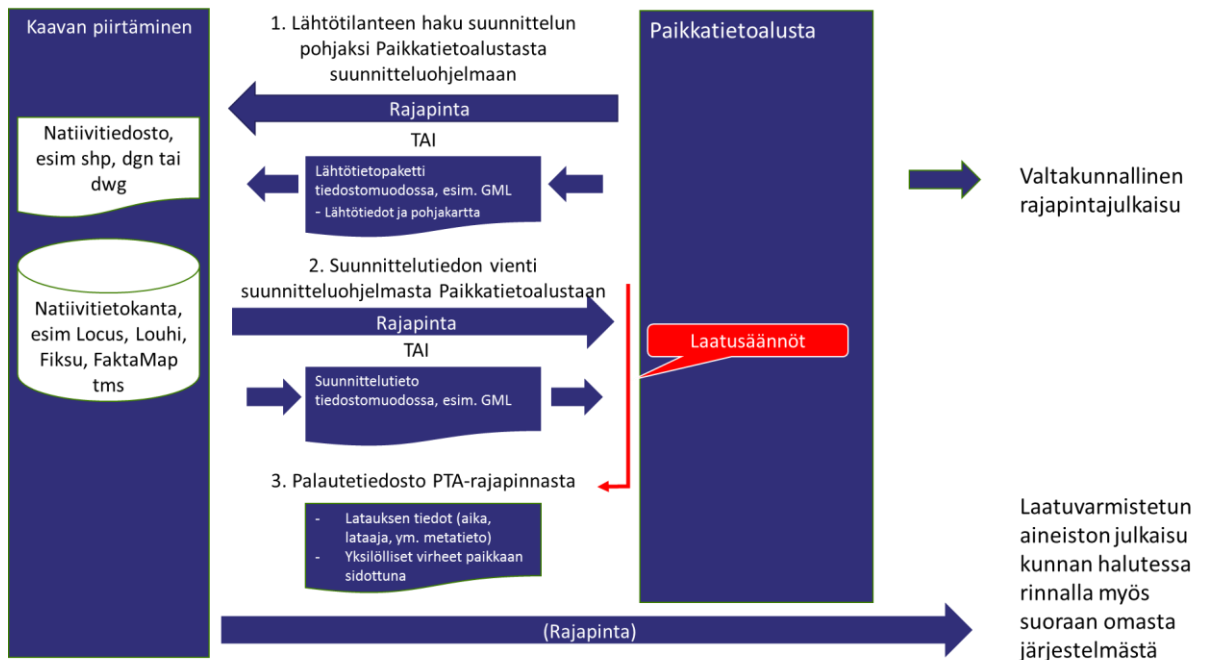 Kaavan piirtäminen
Natiivitiedosto,
esim shp, dgn tai
dwg
Natiivitietokanta,
esim Locus, Louhi,
Fiksu, FaktaMap
tms
1. Lähtötilanteen haku suunnittelun
pohjaksi Paikkatietoalustasta
suunnitteluohjelmaan
Rajapinta
TAI
Lähtötietopaketti
tiedostomuodossa, esim. GML
- Lähtötiedot ja pohjakartta
2. Suunnittelutiedon vienti
suunnitteluohjelmasta Paikkatietoalustaan
Rajapinta
TAI
Suunnittelutieto
tiedostomuodossa, esim. GML
3. Palautetiedosto PTA-rajapinnasta
- Latauksen tiedot (aika,
lataaja, ym. metatieto)
- Yksilölliset virheet paikkaan
sidottuna
Paikkatietoalusta
Laatusäännöt
Valtakunnallinen
rajapintajulkaisu
(Rajapinta)
Laatuvarmistetun
aineiston julkaisu
kunnan halutessa
rinnalla myös
suoraan omasta
järjestelmästä